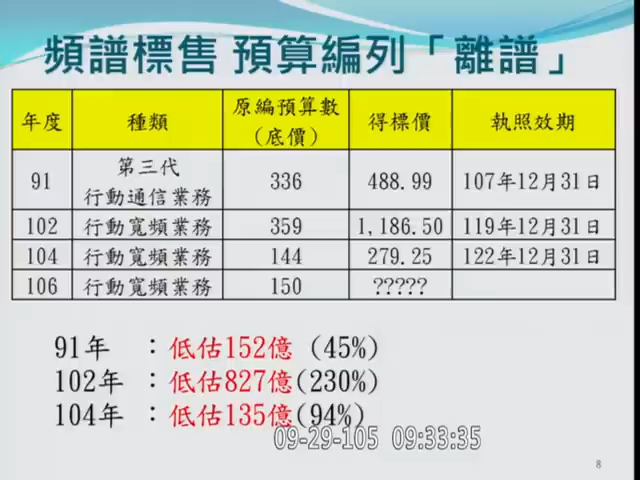 頻譜標售 預算編列「離譜」
年度 種類 原編預算數 (底價) 得標價 執照效期
91 第三代 行動通信業務 336 488.99 107年12月31日
102 行動寬頻業務 359 1,186.50 119年12月31日
104 行動寬頻業務 144 279.25 122年12月31日
106 行動寬頻業務 150 ?????
91年 ：低估152億 (45%)
102年 ：低估827億(230%)
104年 ：低估135億(94%)
09-29-105 09:33:35
8